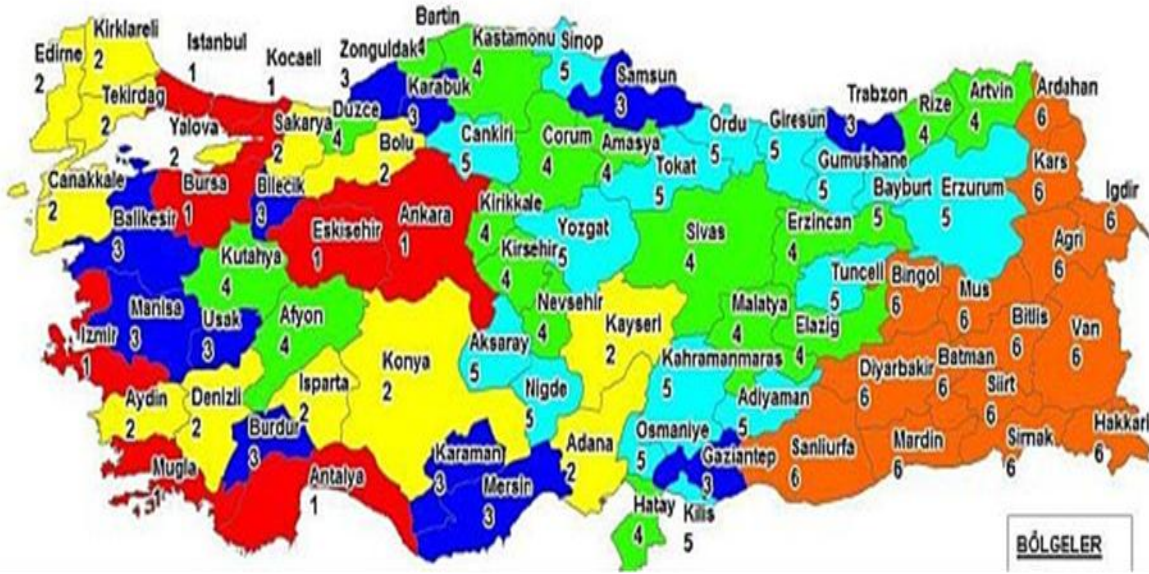 Edirne
2
Kirklareli
2
Tekirdag
2
Istanbul
1
Kocaeli
1
Yalova
2
Sakarya
2
Duzce
4
Zonguldak
3
Bartin
4
Karabuk
3
Kastamonu
4
Sinop
5
Samsun
3
Bolu
2
Cankiri
5
Corum
4
Amasya
4
Tokat
5
Ordu
5
Giresun
5
Trabzon
3
Rize
4
Artvin
4
Ardahan
6
Kars
6
Igdir
6
Gumushane
5
Bayburt
5
Erzurum
5
Agri
6
Canakkale
2
Balikesir
3
Bursa
1
Bilecik
3
Eskisehir
1
Ankara
1
Kirikkale
4
Kirsehir
4
Yozgat
5
Sivas
4
Erzincan
4
Tunceli
5
Bingol
6
Mus
6
Bitlis
6
Van
6
Kutahya
4
Manisa
3
Usak
3
Afyon
4
Izmir
1
Konya
2
Aksaray
5
Nevsehir
4
Kayseri
2
Malatya
4
Elazig
4
Kahramanmaras
5
Diyarbakir
6
Batman
6
Siirt
6
Aydin
2
Denizli
2
Isparta
2
Burdur
3
Nigde
5
Adiyaman
5
Mugla
1
Antalya
1
Karaman
3
Mersin
3
Adana
2
Osmaniye
5
Gaziantep
3
Sanliurfa
6
Mardin
6
Sirnak
6
Hakkari
6
Hatay
4
Kilis
5
BÖLGELER